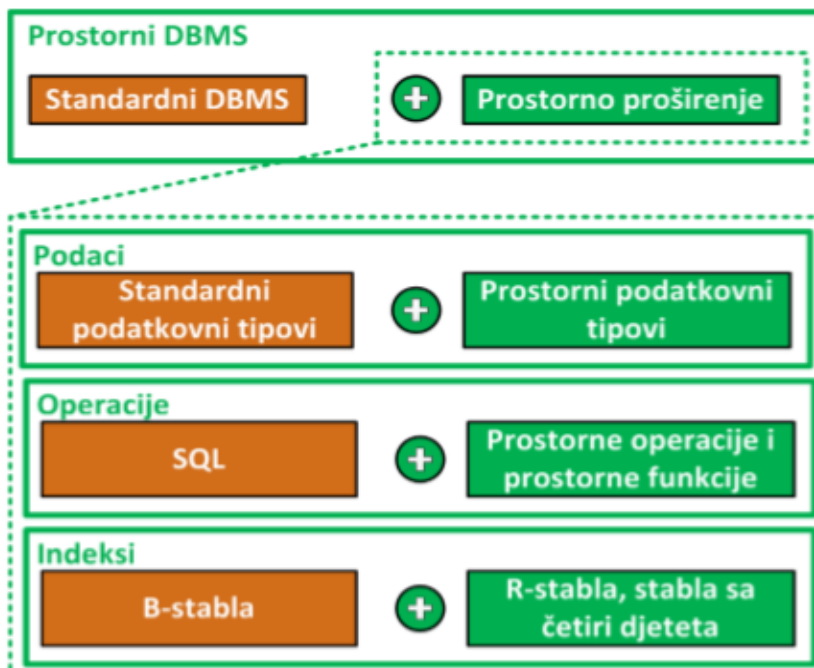 Prostorni DBMS
Standardni DBMS
Prostorno proširenje
Podaci
Standardni
podatkovni tipovi
Prostorni podatkovni
tipovi
Operacije
SQL
Prostorne operacije i
prostorne funkcije
Indeksi
B-stabla
R-stabla, stabla sa
četiri djeteta